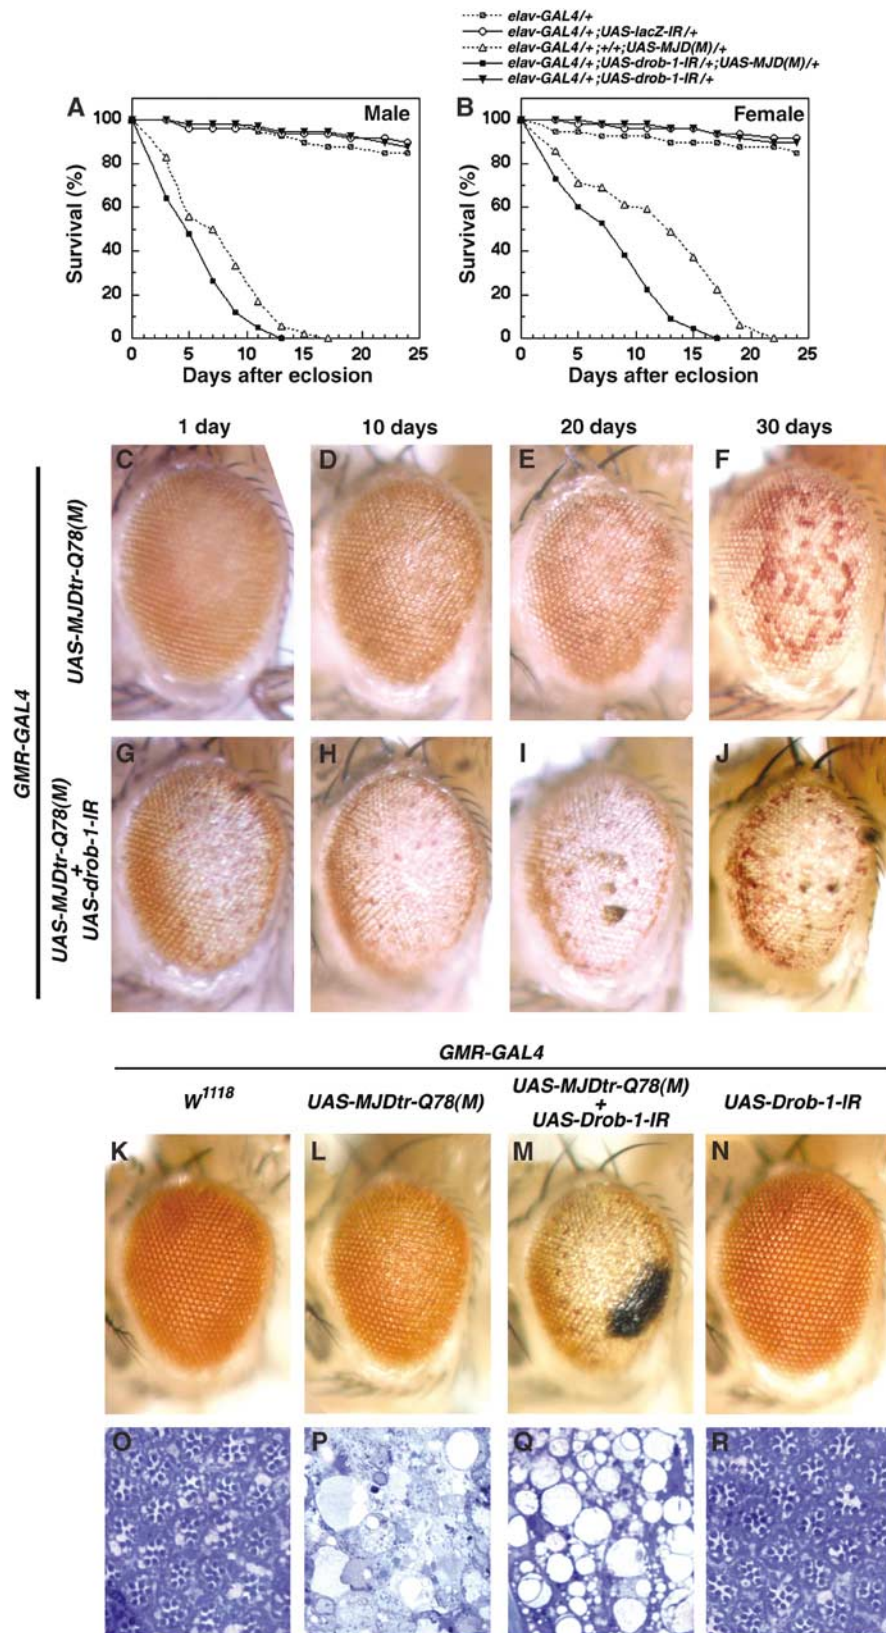 elav-GAL4/+
elav-GAL4/+;UAS-lacZ-IR/+
elav-GAL4/+;+/+;UAS-MJD(M)/+
elav-GAL4/+;UAS-drob-1-IR/+;UAS-MJD(M)/+
elav-GAL4/+;UAS-drob-1-IR/+
A
Male
Survival (%)
100
80
60
40
20
0
0 5 10 15 20 25
Days after eclosion
B
Female
Survival (%)
100
80
60
40
20
0
0 5 10 15 20 25
Days after eclosion
1 day 10 days 20 days 30 days
GMR-GAL4
UAS-MJDtr-Q78(M)
C D E F
UAS-MJDtr-Q78(M)
+
UAS-drob-1-IR
G H I J
GMR-GAL4
W1118
UAS-MJDtr-Q78(M)
UAS-MJDtr-Q78(M)
+
UAS-Drob-1-IR
UAS-Drob-1-IR
K L M N
O P Q R